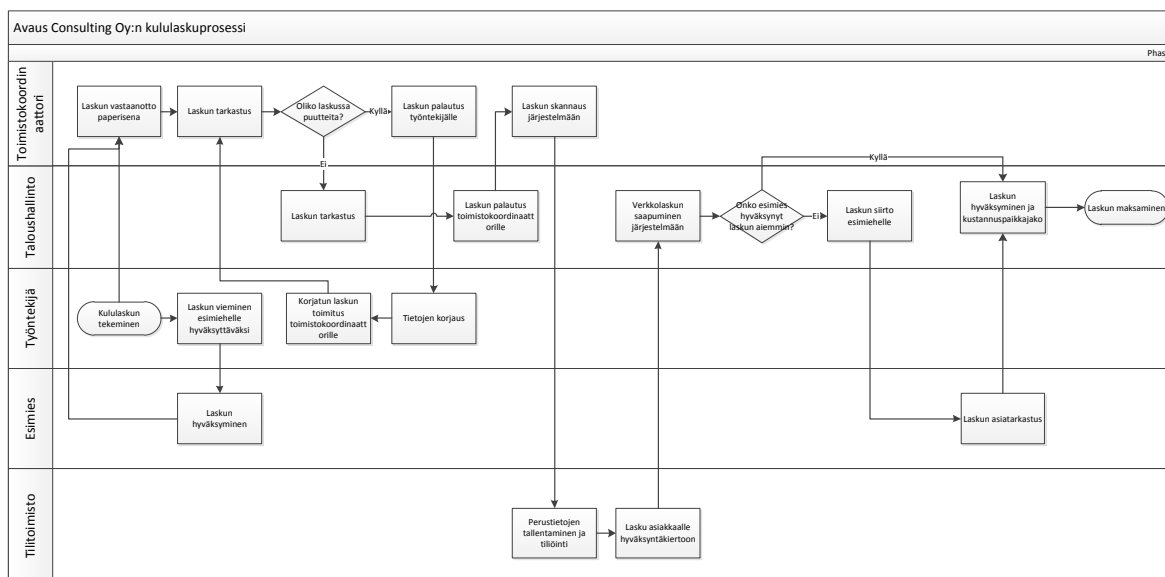 Avaus Consulting Oy:n kululaskuprosessi
Phas
Toimistokoordin
aattori
Laskun vastaanotto
paperisena
Laskun tarkastus
Oliko laskussa
puutteita?
Kyllä
Laskun palautus
työntekijälle
Laskun skannaus
järjestelmään
Ei
Kyllä
Taloushallinto
Laskun tarkastus
Laskun palautus
toimistokoordinaatt
orille
Verkkolaskun
saapuminen
järjestelmään
Onko esimies
hyväksynyt
laskun aiemmin?
Ei
Laskun siirto
esimiehelle
Laskun
hyväksyminen ja
kustannuspaikkajako
Laskun maksaminen
Työntekijä
Kululaskun
tekeminen
Laskun vieminen
esimiehelle
hyväksyttäväksi
Korjatun laskun
toimitus
toimistokoordinaatt
orille
Tietojen korjaus
Esimies
Laskun
hyväksyminen
Laskun asiatarkastus
Tilitoimisto
Perustietojen
tallentaminen ja
tiliöinti
Lasku asiakkaalle
hyväksyntäkiertoon